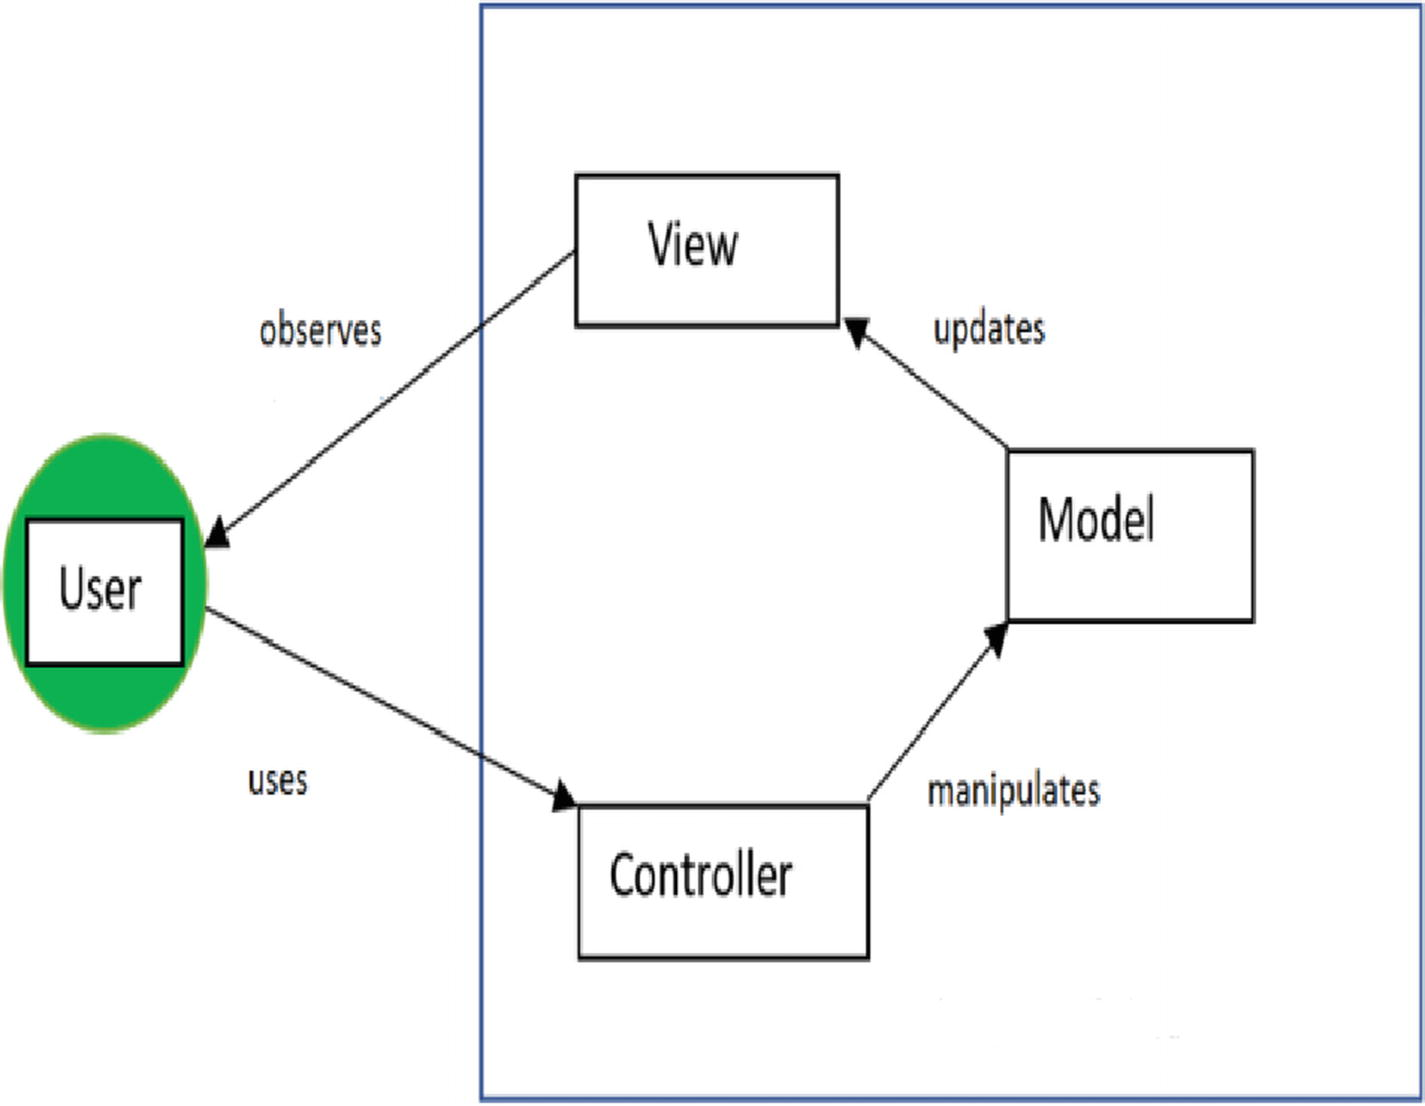 View
observes
updates
Model
User
uses
manipulates
Controller